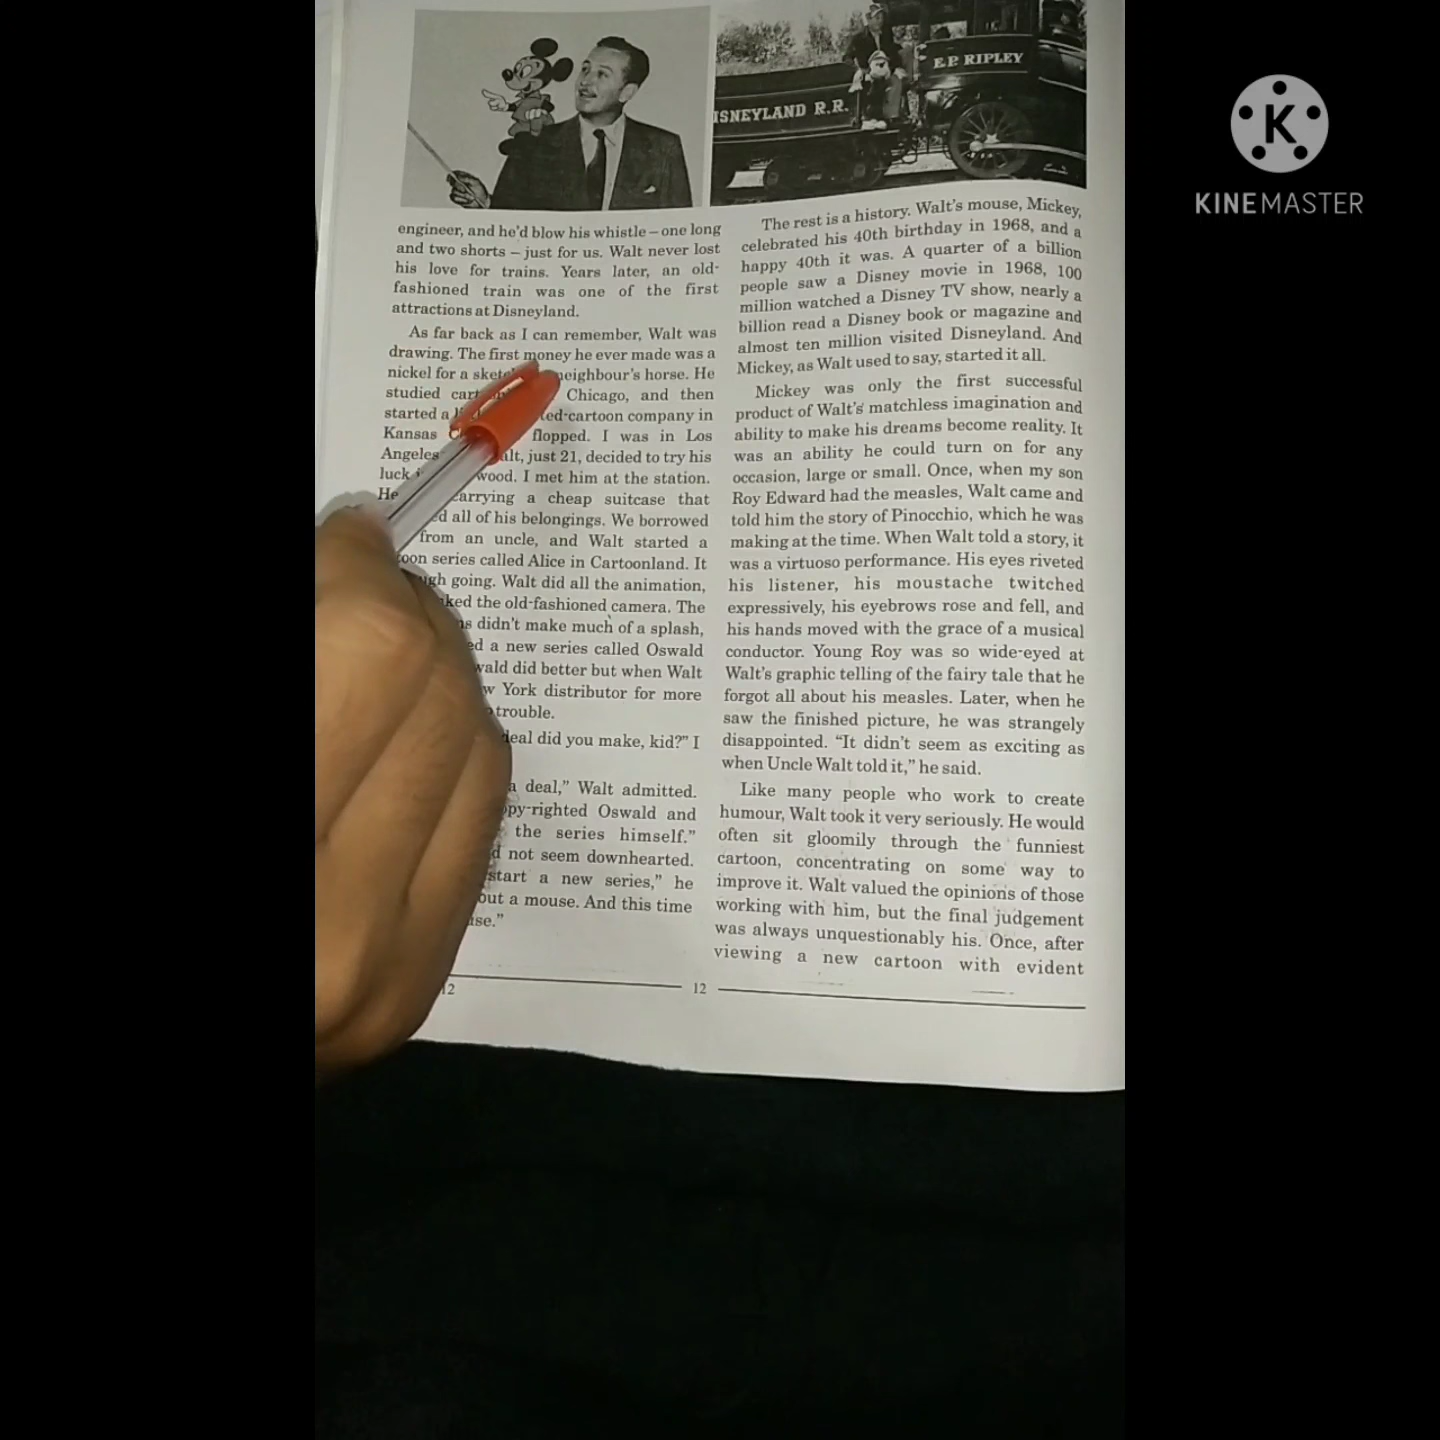 E.P. RIPLEY
ISNEYLAND R.R.
K
KINEMASTER
engineer, and he'd blow his whistle – one long
and two shorts – just for us. Walt never lost
his love for trains. Years later, an old-
fashioned train was one of the first
attractions at Disneyland.
As far back as I can remember, Walt was
drawing. The first money he ever made was a
nickel for a neighbour's horse. He
studied Chicago, and then
started a ed-cartoon company in
Kansas flopped. I was in Los
Angeles alt, just 21, decided to try his
luck wood. I met him at the station.
He carrying a cheap suitcase that
ed all of his belongings. We borrowed
from an uncle, and Walt started a
toon series called Alice in Cartoonland. It
ugh going. Walt did all the animation,
ked the old-fashioned camera. The
ns didn't make much of a splash,
ed a new series called Oswald
wald did better but when Walt
w York distributor for more
trouble.
deal did you make, kid?" I
a deal," Walt admitted.
py-righted Oswald and
the series himself."
d not seem downhearted.
start a new series," he
out a mouse. And this time
use."
The rest is a history. Walt's mouse, Mickey,
celebrated his 40th birthday in 1968, and a
happy 40th it was. A quarter of a billion
people saw a Disney movie in 1968, 100
million watched a Disney TV show, nearly a
billion read a Disney book or magazine and
almost ten million visited Disneyland. And
Mickey, as Walt used to say, started it all.
Mickey was only the first successful
product of Walt's matchless imagination and
ability to make his dreams become reality. It
was an ability he could turn on for any
occasion, large or small. Once, when my son
Roy Edward had the measles, Walt came and
told him the story of Pinocchio, which he was
making at the time. When Walt told a story, it
was a virtuoso performance. His eyes riveted
his listener, his moustache twitched
expressively, his eyebrows rose and fell, and
his hands moved with the grace of a musical
conductor. Young Roy was so wide-eyed at
Walt's graphic telling of the fairy tale that he
forgot all about his measles. Later, when he
saw the finished picture, he was strangely
disappointed. "It didn't seem as exciting as
when Uncle Walt told it," he said.
Like many people who work to create
humour, Walt took it very seriously. He would
often sit gloomily through the funniest
cartoon, concentrating on some way to
improve it. Walt valued the opinions of those
working with him, but the final judgement
was always unquestionably his. Once, after
viewing a new cartoon with evident
12
12